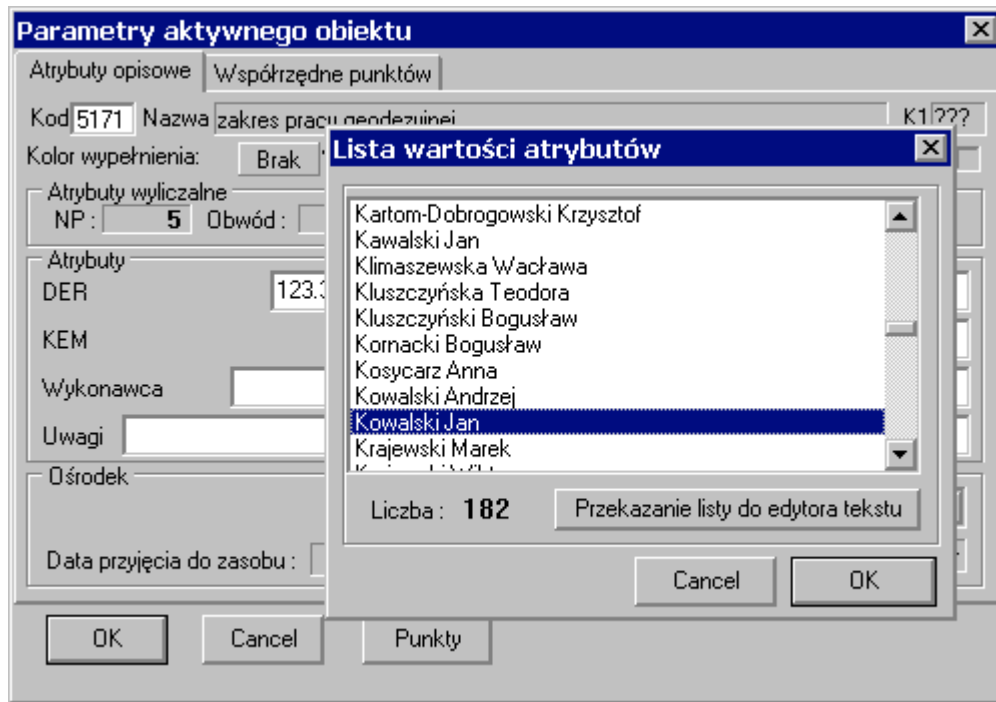 Parametry aktywnego obiektu
Atrybuty opisowe Współrzędne punktów
Kod 5171 Nazwa zakres pracy geodezyjnej K1 ???
Kolor wypełnienia: Brak
Atrybuty wyliczalne
NP : 5 Obwód :
Atrybuty
DER 123.3
KEM
Wykonawca
Uwagi
Ośrodek
Data przyjęcia do zasobu :
OK Cancel Punkty
Lista wartości atrybutów
Kartom-Dobrogowski Krzysztof
Kawalski Jan
Klimaszewska Wacława
Kluszczyńska Teodora
Kluszczyński Bogusław
Kornacki Bogusław
Kosycarz Anna
Kowalski Andrzej
Kowalski Jan
Krajewski Marek
Liczba : 182 Przekazanie listy do edytora tekstu
Cancel OK